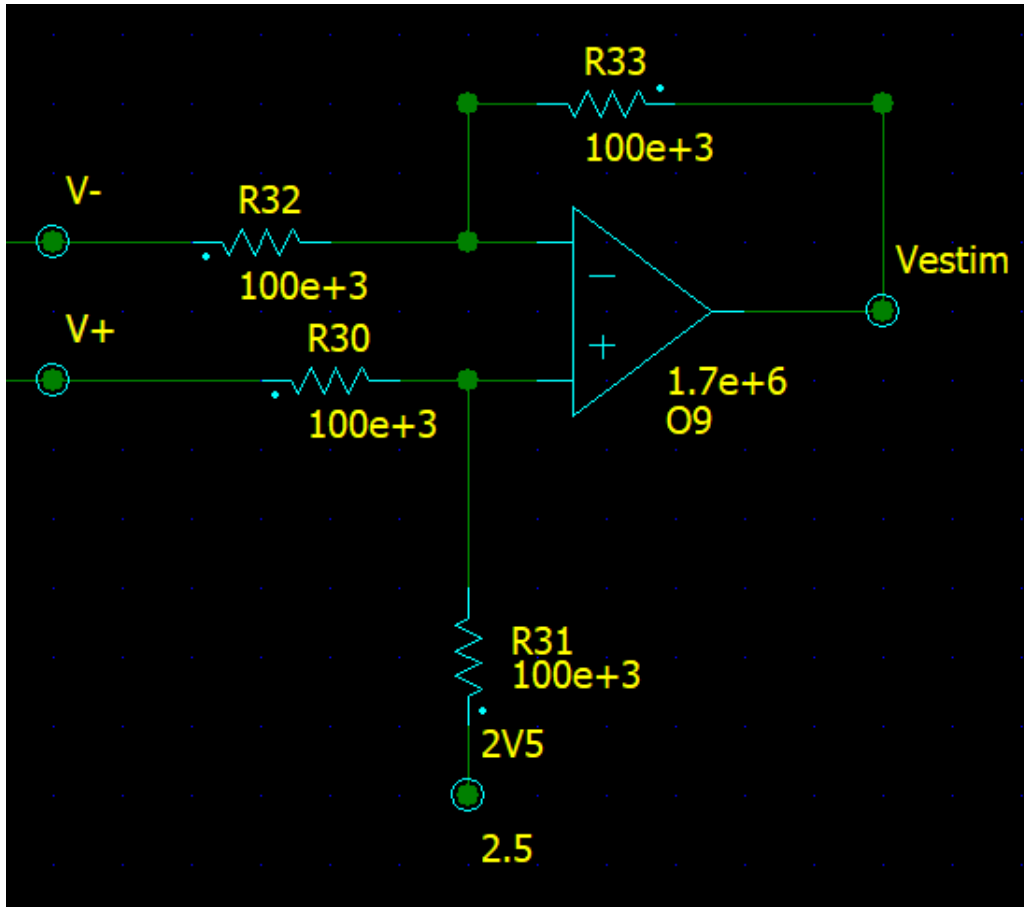 R33
100e+3
V-
R32
100e+3
Vestim
V+
R30
100e+3
−
+
1.7e+6
O9
R31
100e+3
2V5
2.5